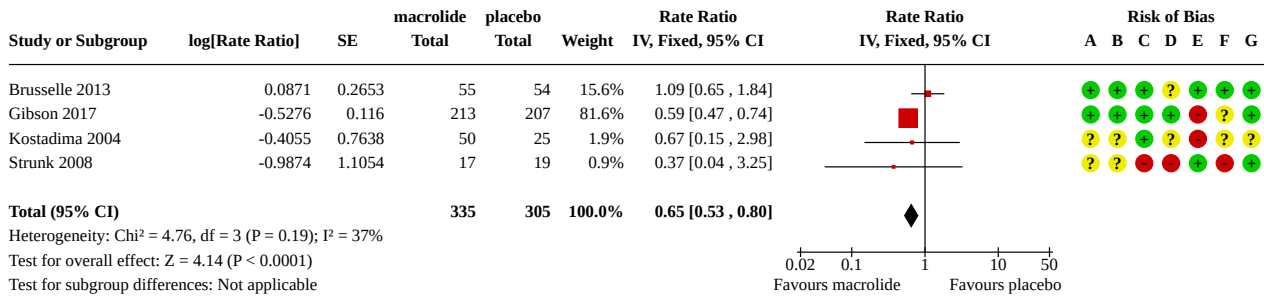 macrolide placebo Rate Ratio Rate Ratio Risk of Bias
Study or Subgroup log[Rate Ratio] SE Total Total Weight IV, Fixed, 95% CI IV, Fixed, 95% CI A B C D E F G
Brusselle 2013 0.0871 0.2653 55 54 15.6% 1.09 [0.65 , 1.84] + + + ? + + +
Gibson 2017 -0.5276 0.116 213 207 81.6% 0.59 [0.47 , 0.74] + + + + - ? +
Kostadima 2004 -0.4055 0.7638 50 25 1.9% 0.67 [0.15 , 2.98] ? ? + ? - ? ?
Strunk 2008 -0.9874 1.1054 17 19 0.9% 0.37 [0.04 , 3.25] ? ? - - + - +
Total (95% CI) 335 305 100.0% 0.65 [0.53 , 0.80]
Heterogeneity: Chi² = 4.76, df = 3 (P = 0.19); I² = 37%
Test for overall effect: Z = 4.14 (P < 0.0001) 0.02 0.1 1 10 50
Test for subgroup differences: Not applicable Favours macrolide Favours placebo